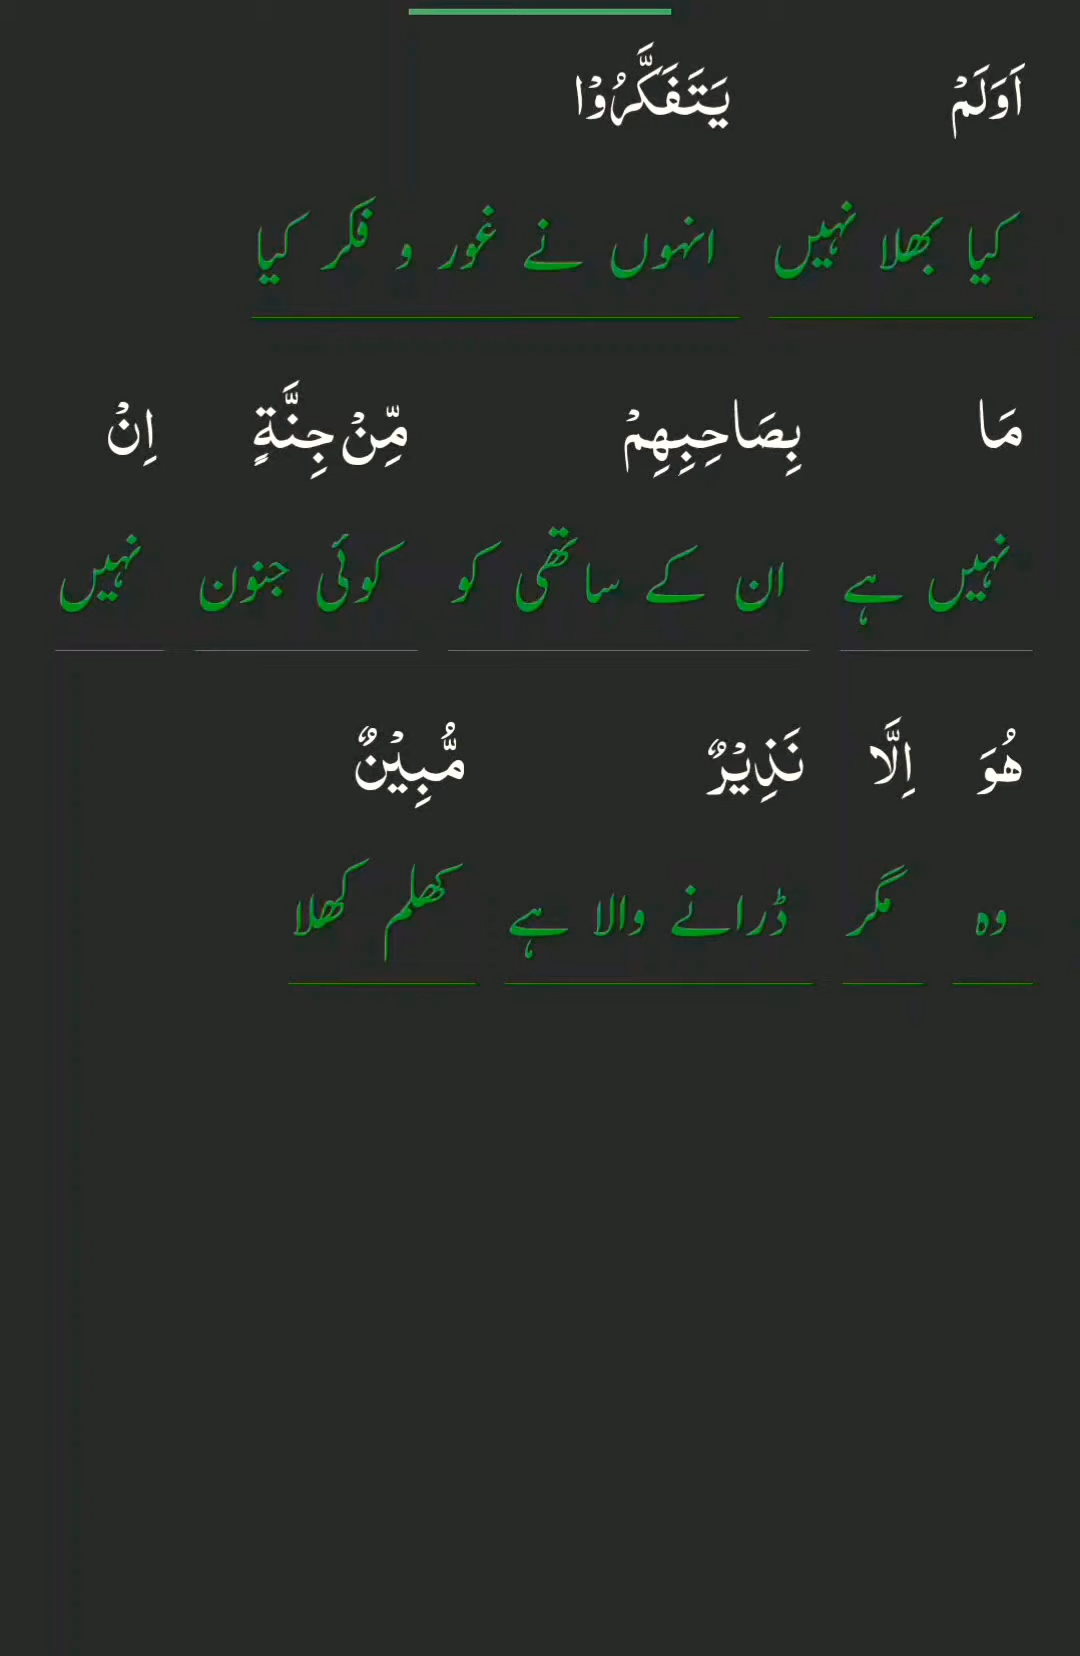 اَوَلَمْ يَتَفَكَّرُوْا
کیا بھلا نہیں انہوں نے غور و فکر کیا
مَا بِصَاحِبِهِمْ مِّنْ جِنَّةٍ اِنْ
نہیں ہے ان کے ساتھی کو کوئی جنون نہیں
هُوَ اِلَّا نَذِيْرٌ مُّبِيْنٌ
وہ مگر ڈرانے والا ہے کھلم کھلا